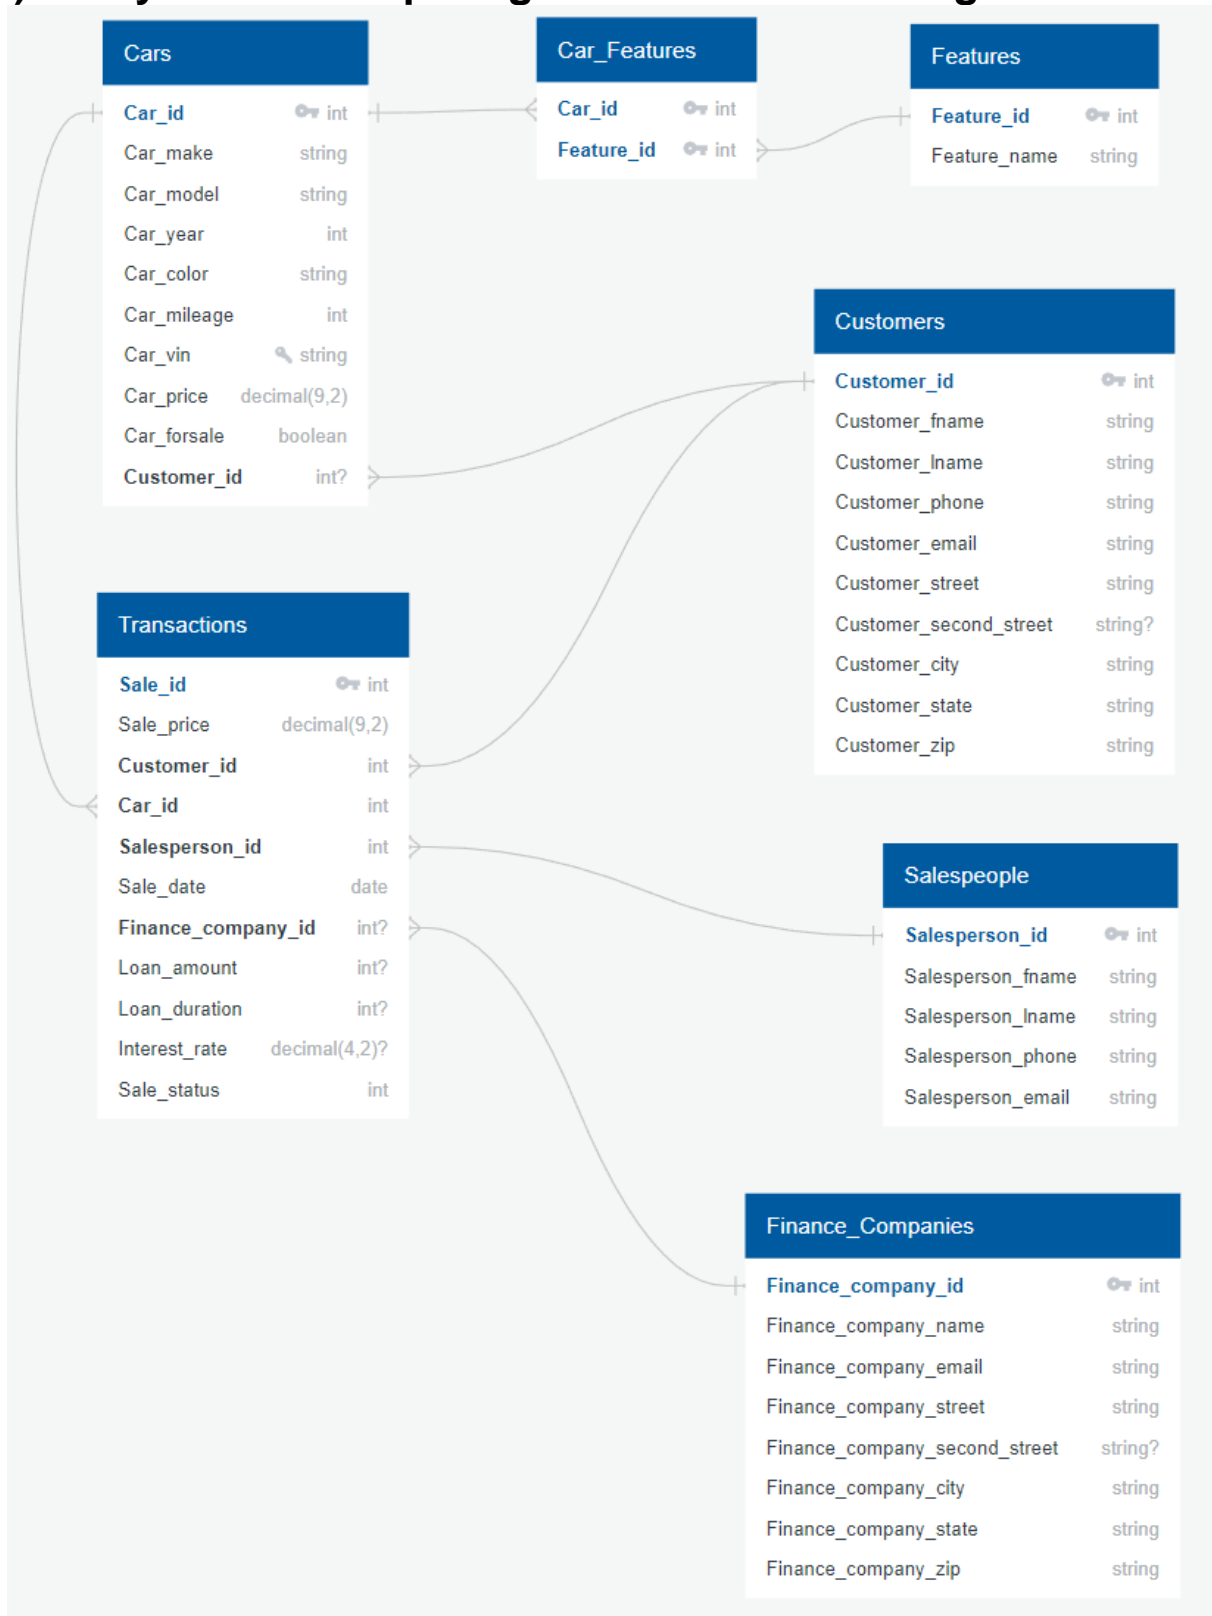 Cars
Car_id int
Car_make string
Car_model string
Car_year int
Car_color string
Car_mileage int
Car_vin string
Car_price decimal(9,2)
Car_forsale boolean
Customer_id int?
Car_Features
Car_id int
Feature_id int
Features
Feature_id int
Feature_name string
Customers
Customer_id int
Customer_fname string
Customer_lname string
Customer_phone string
Customer_email string
Customer_street string
Customer_second_street string?
Customer_city string
Customer_state string
Customer_zip string
Transactions
Sale_id int
Sale_price decimal(9,2)
Customer_id int
Car_id int
Salesperson_id int
Sale_date date
Finance_company_id int?
Loan_amount int?
Loan_duration int?
Interest_rate decimal(4,2)?
Sale_status int
Salespeople
Salesperson_id int
Salesperson_fname string
Salesperson_lname string
Salesperson_phone string
Salesperson_email string
Finance_Companies
Finance_company_id int
Finance_company_name string
Finance_company_email string
Finance_company_street string
Finance_company_second_street string?
Finance_company_city string
Finance_company_state string
Finance_company_zip string